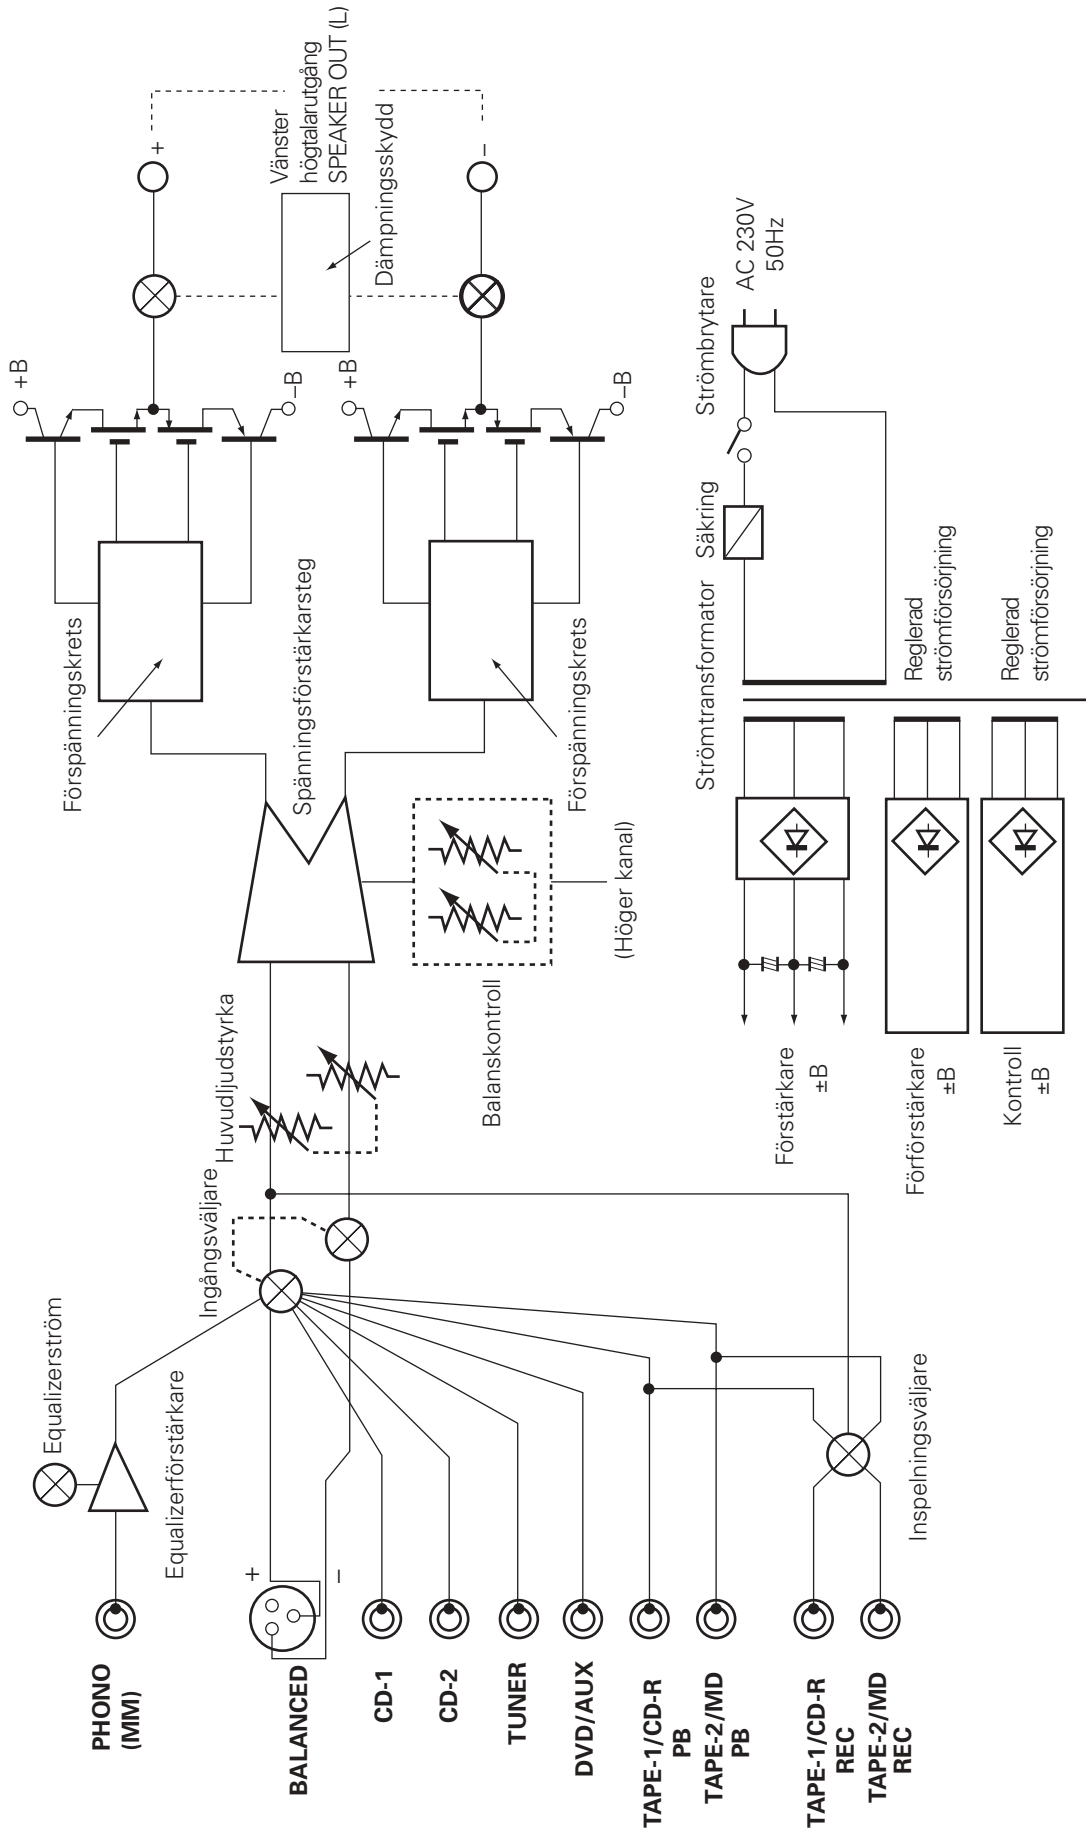 PHONO
(MM)
BALANCED
CD-1
CD-2
TUNER
DVD/AUX
TAPE-1/CD-R
PB
TAPE-2/MD
PB
TAPE-1/CD-R
REC
TAPE-2/MD
REC
Equalizerström
Equalizerförstärkare
+
–
Ingångsväljare
Inspelningsväljare
Huvudljudstyrka
Balanskontroll
(Höger kanal)
Spänningsförstärkarsteg
Förspänningskrets
Förspänningskrets
+B
–B
+B
–B
+
–
Vänster
högtalarutgång
SPEAKER OUT (L)
Dämpningsskydd
Förstärkare
±B
Förförstärkare
±B
Kontroll
±B
Strömtransformator
Säkring
Strömbrytare
AC 230V
50Hz
Reglerad
strömförsörjning
Reglerad
strömförsörjning